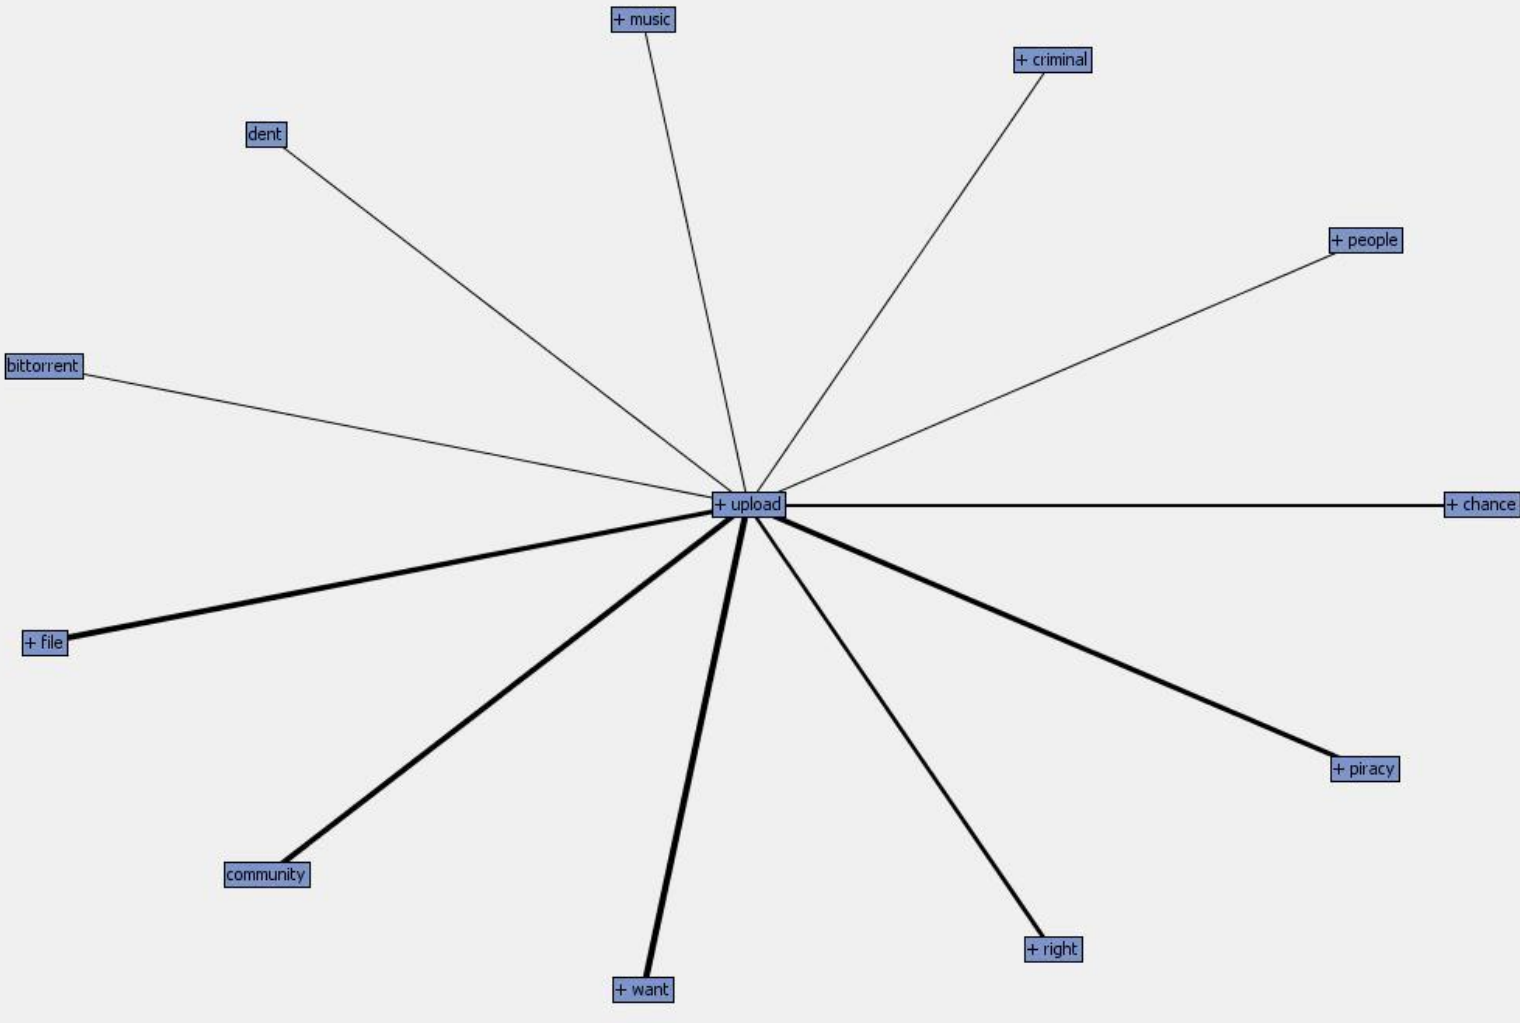 + music
+ criminal
dent
+ people
bittorrent
+ upload
+ chance
+ file
+ piracy
community
+ right
+ want